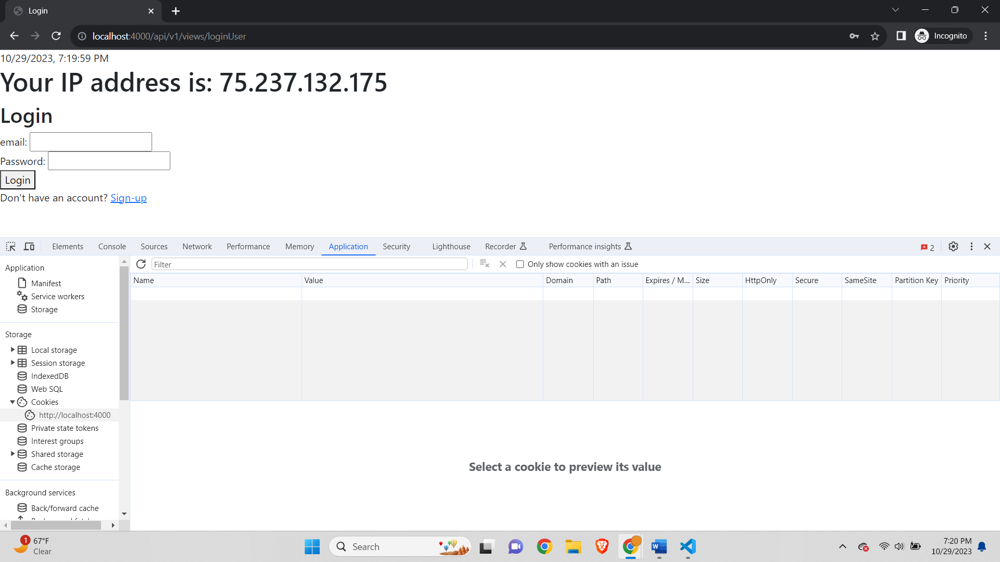 Login
localhost:4000/api/v1/views/loginUser
Incognito
10/29/2023, 7:19:59 PM
Your IP address is: 75.237.132.175
Login
email:
Password:
Login
Don't have an account? Sign-up
Elements Console Sources Network Performance Memory Application Security Lighthouse Recorder Performance insights 2
Filter
Only show cookies with an issue
Name Value Domain Path Expires / M... Size HttpOnly Secure SameSite Partition Key Priority
Application
Manifest
Service workers
Storage
Storage
Local storage
Session storage
IndexedDB
Web SQL
Cookies
http://localhost:4000
Private state tokens
Interest groups
Shared storage
Cache storage
Background services
Back/forward cache
Select a cookie to preview its value
1
67°F
Clear
Search
7:20 PM
10/29/2023